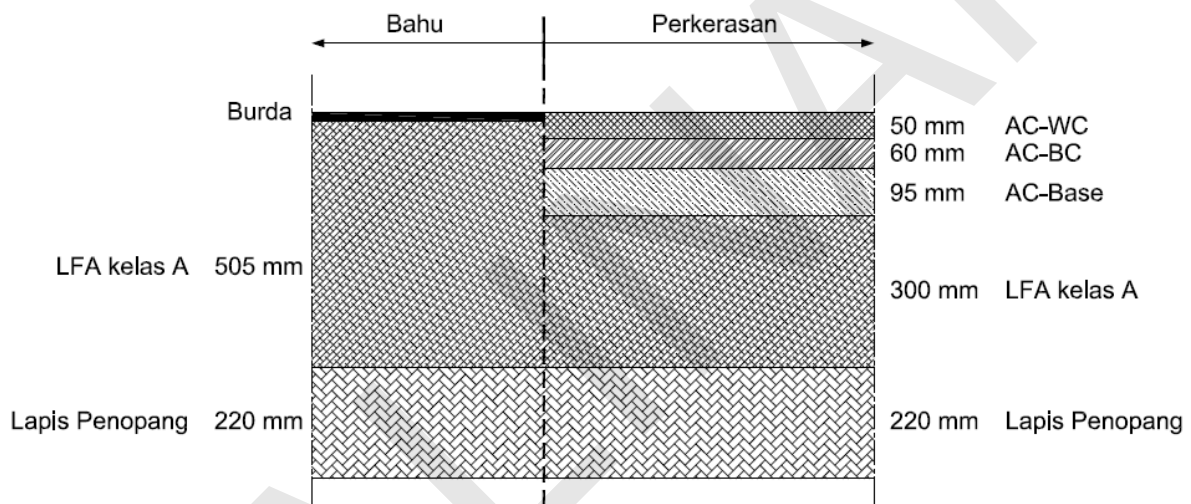 Bahu Perkerasan
Burda
50 mm AC-WC
60 mm AC-BC
95 mm AC-Base
LFA kelas A 505 mm
300 mm LFA kelas A
Lapis Penopang 220 mm
220 mm Lapis Penopang